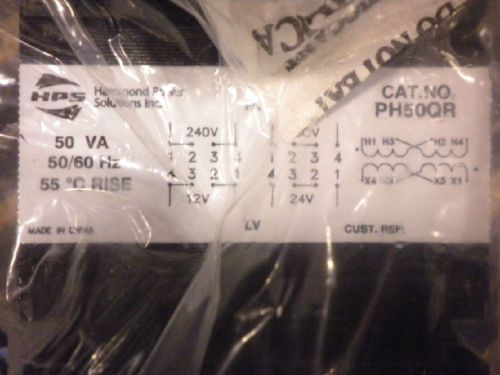 HPS
Hammond Power
Solutions Inc.
CAT.NO.
PH50QR
50 VA
50/60 Hz
55 °C RISE
240V
1 2 3 4 1 2 3 4
4 3 2 1 4 3 2 1
12V 24V
H1 H3 H2 H4
X4 X3 X1
MADE IN CHINA
LV
CUST. REF:
DO NOT